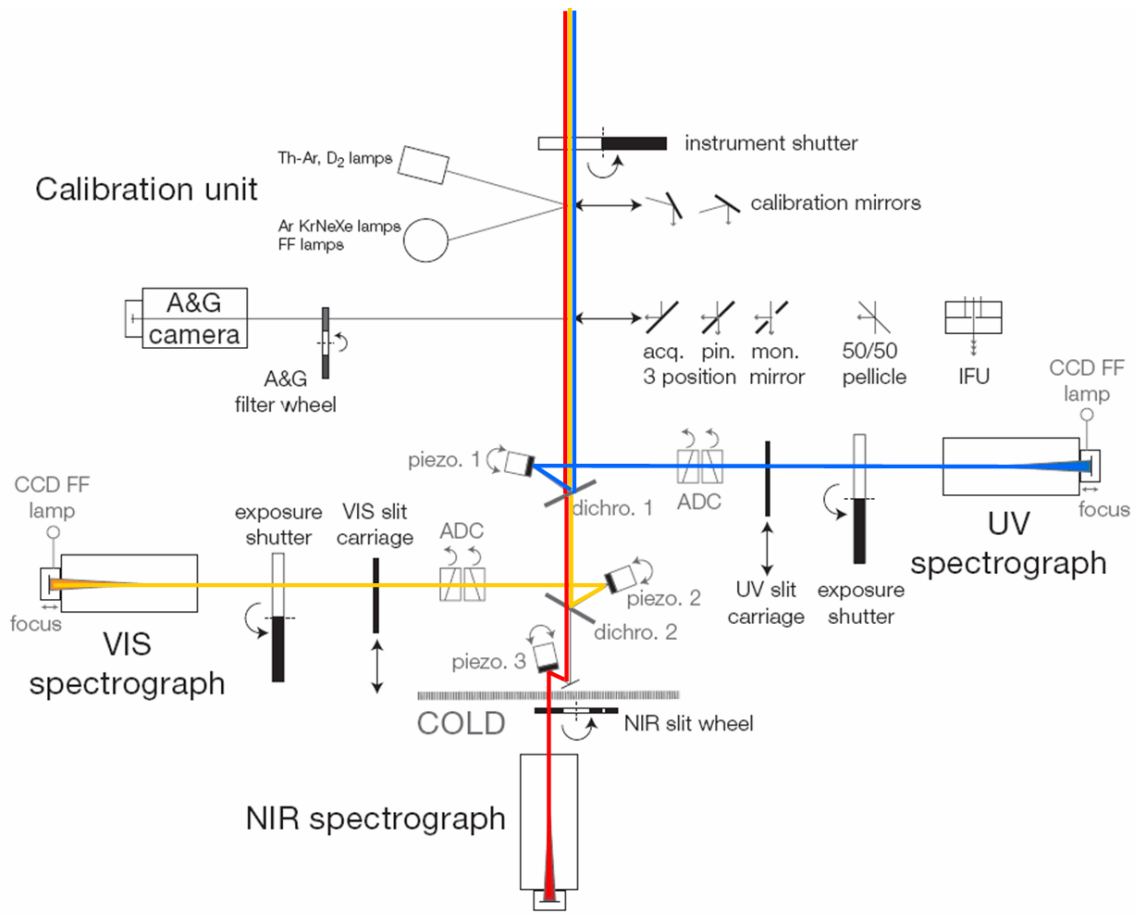 instrument shutter
Th-Ar, D₂ lamps
Calibration unit
calibration mirrors
Ar KrNeXe lamps
FF lamps
A&G
camera
acq.
pin.
mon.
3 position
mirror
50/50
pellicle
IFU
A&G
filter wheel
CCD FF
lamp
piezo. 1
dichro. 1
ADC
focus
UV
spectrograph
CCD FF
lamp
exposure
shutter
VIS slit
carriage
ADC
piezo. 2
UV slit
carriage
exposure
shutter
focus
VIS
spectrograph
dichro. 2
piezo. 3
COLD
NIR slit wheel
NIR spectrograph